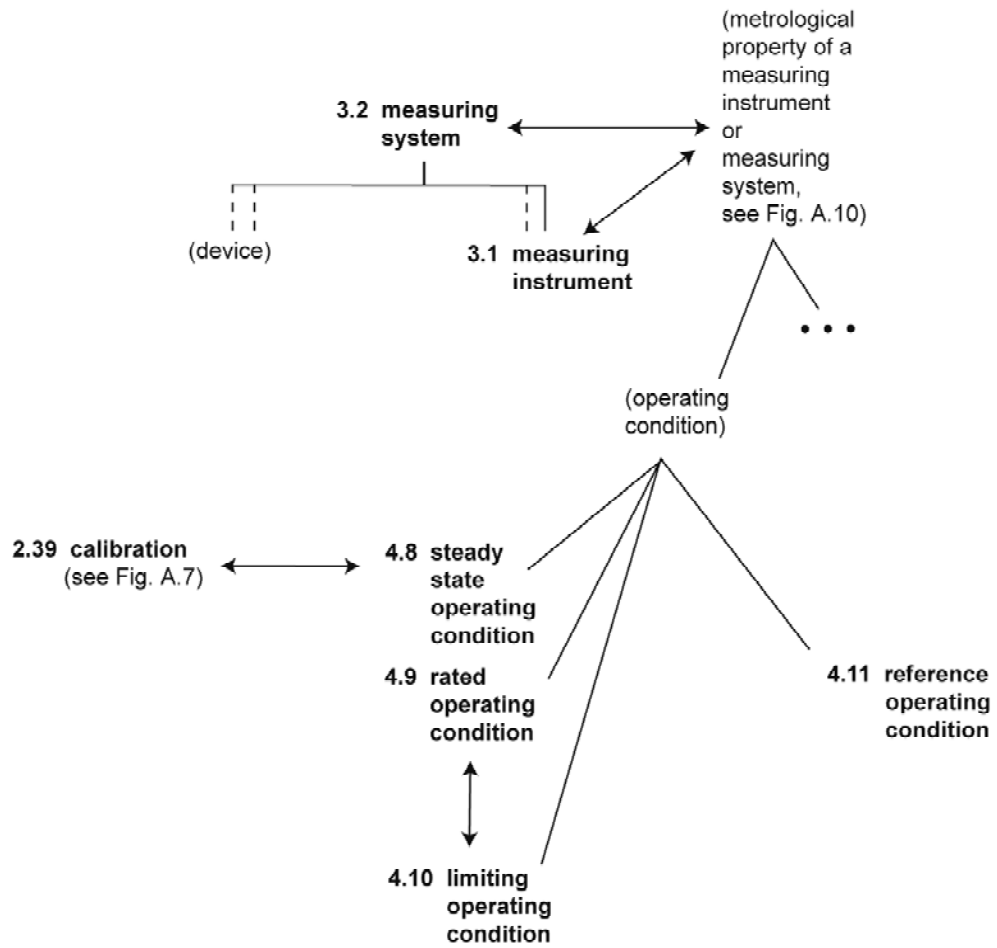 (metrological
property of a
measuring
instrument
or
measuring
system,
see Fig. A.10)
3.2 measuring
system
(device)
3.1 measuring
instrument
• • •
(operating
condition)
2.39 calibration
(see Fig. A.7)
4.8 steady
state
operating
condition
4.9 rated
operating
condition
4.11 reference
operating
condition
4.10 limiting
operating
condition